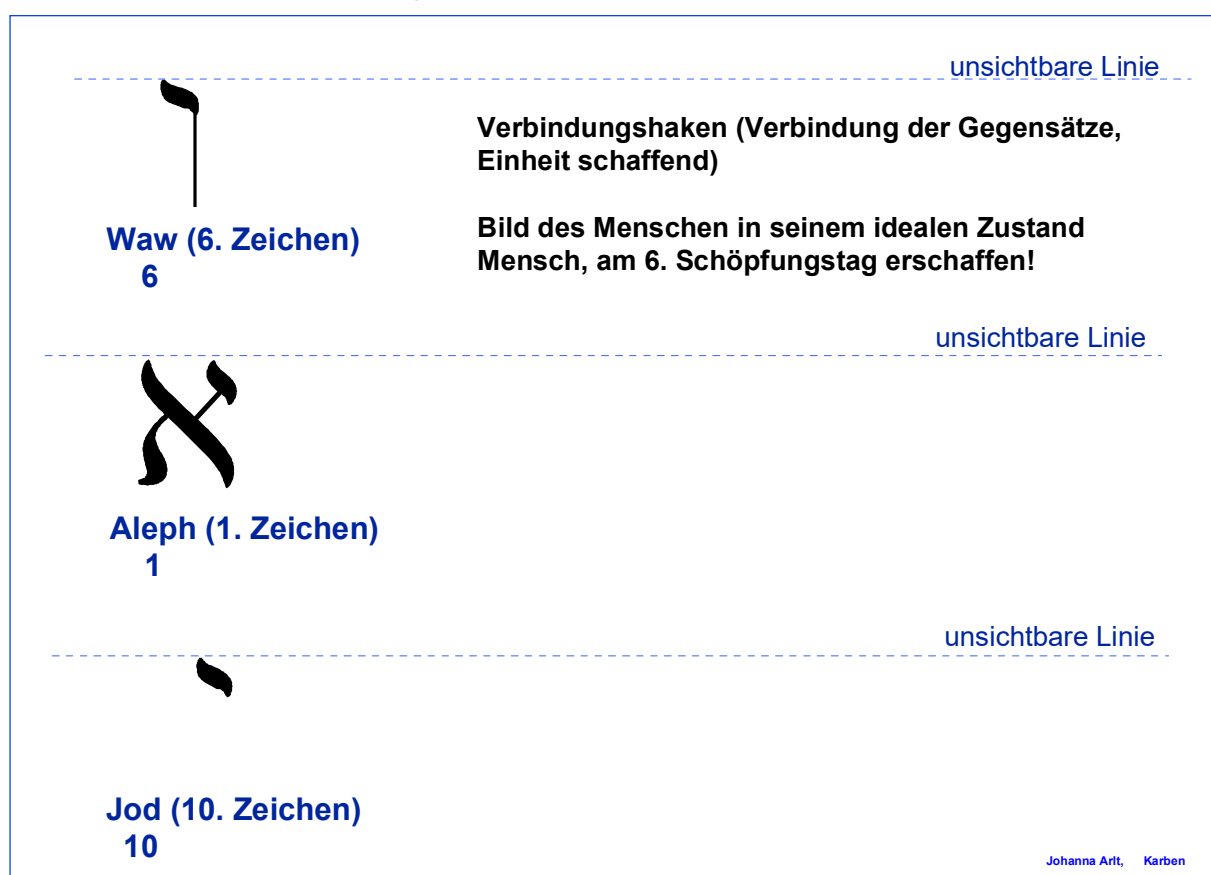 unsichtbare Linie
ו
Verbindungshaken (Verbindung der Gegensätze,
Einheit schaffend)
Waw (6. Zeichen)
6
Bild des Menschen in seinem idealen Zustand
Mensch, am 6. Schöpfungstag erschaffen!
unsichtbare Linie
א
Aleph (1. Zeichen)
1
unsichtbare Linie
י
Jod (10. Zeichen)
10
Johanna Arlt, Karben